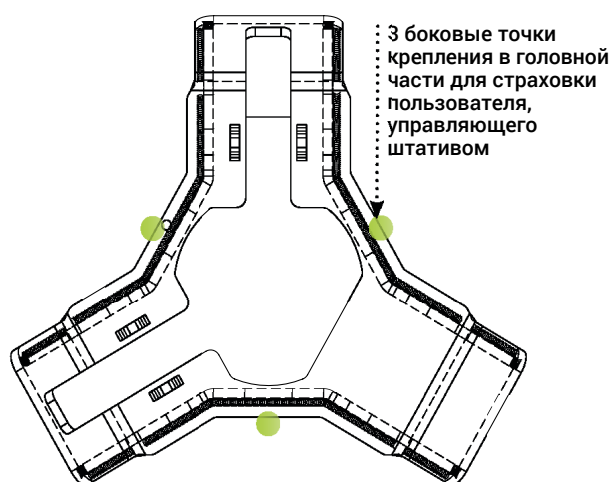 3 боковые точки
крепления в головной
части для страховки
пользователя,
управляющего
штативом